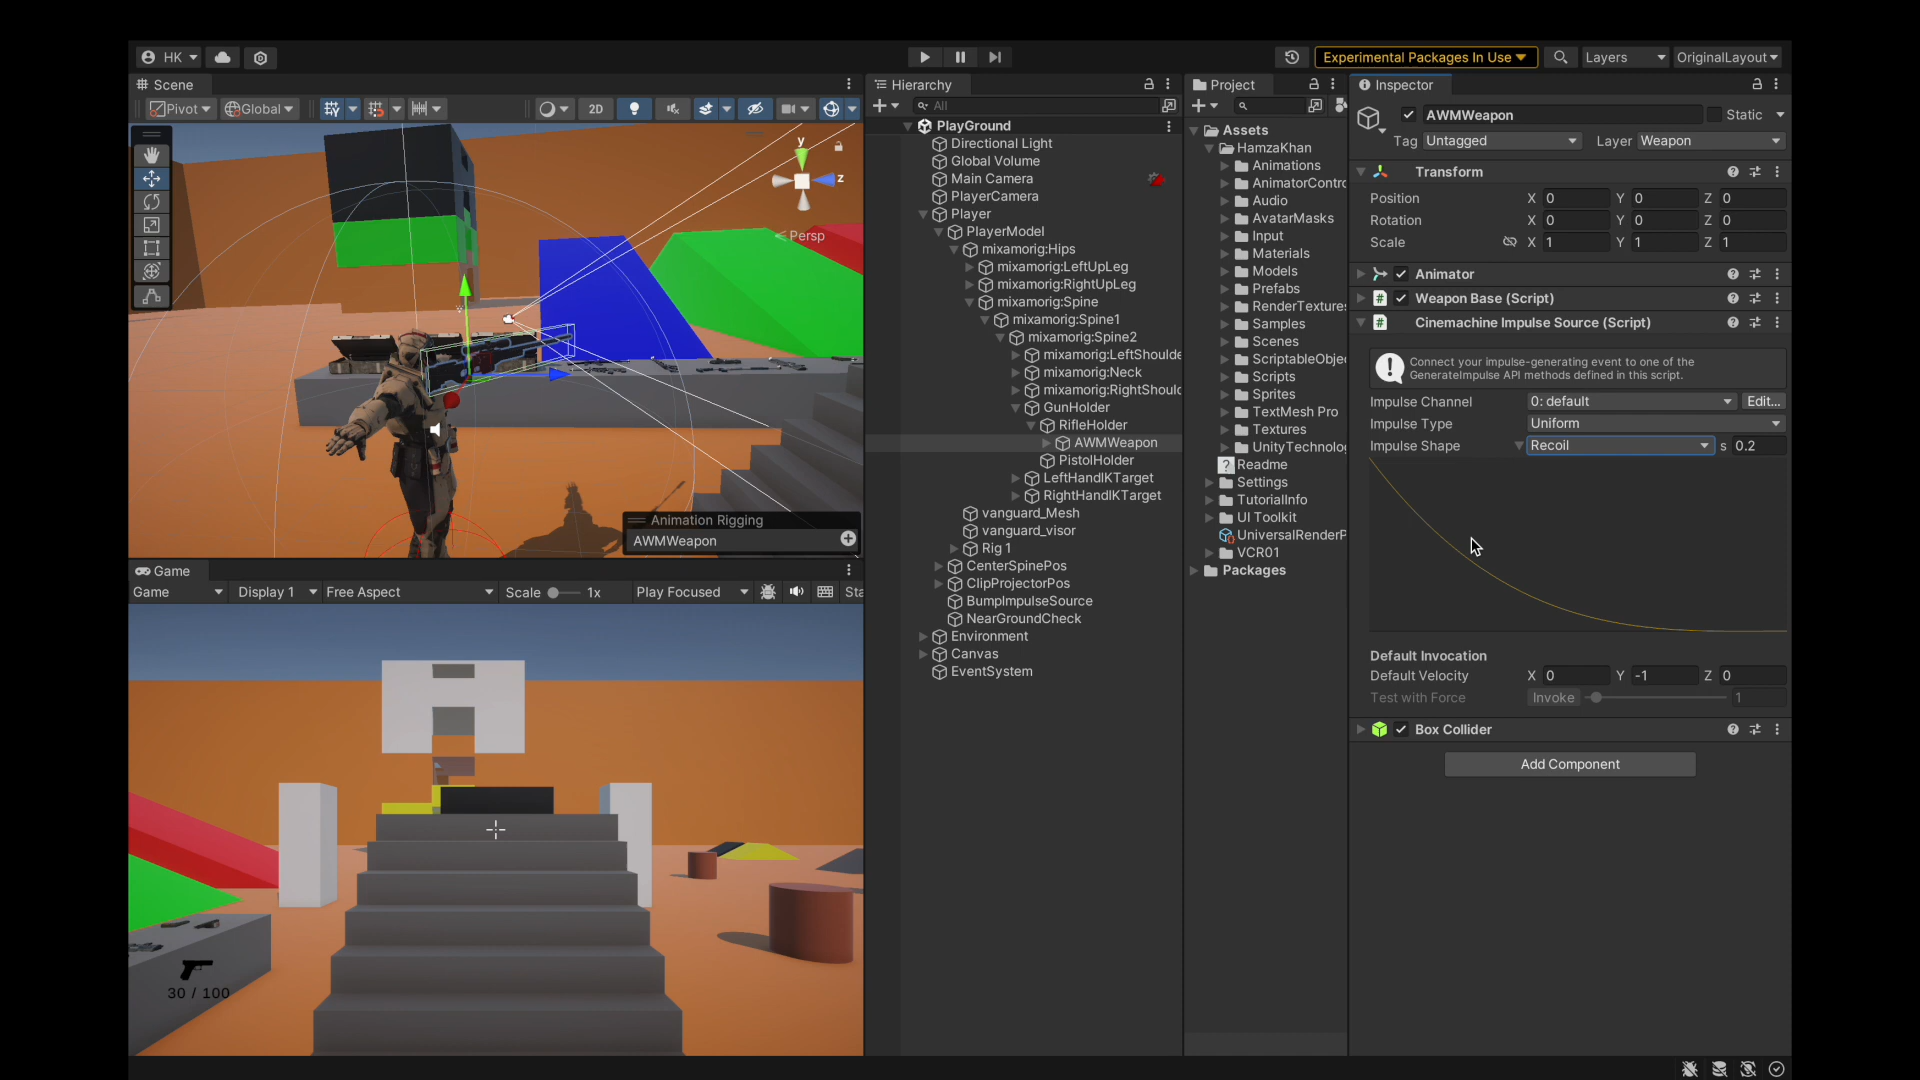 HK
Experimental Packages In Use
Layers
OriginalLayout
Scene
Pivot
Global
2D
y
z
Persp
Animation Rigging
AWMWeapon
Game
Game
Display 1
Free Aspect
Scale
1x
Play Focused
Sta
30 / 100
Hierarchy
All
PlayGround
Directional Light
Global Volume
Main Camera
PlayerCamera
Player
PlayerModel
mixamorig:Hips
mixamorig:LeftUpLeg
mixamorig:RightUpLeg
mixamorig:Spine
mixamorig:Spine1
mixamorig:Spine2
mixamorig:LeftShoulde
mixamorig:Neck
mixamorig:RightShoul
GunHolder
RifleHolder
AWMWeapon
PistolHolder
LeftHandIKTarget
RightHandIKTarget
vanguard_Mesh
vanguard_visor
Rig 1
CenterSpinePos
ClipProjectorPos
BumpImpulseSource
NearGroundCheck
Environment
Canvas
EventSystem
Project
Assets
HamzaKhan
Animations
AnimatorContro
Audio
AvatarMasks
Input
Materials
Models
Prefabs
RenderTexture
Samples
Scenes
ScriptableObje
Scripts
Sprites
TextMesh Pro
Textures
UnityTechnolog
Readme
Settings
TutorialInfo
UI Toolkit
UniversalRenderP
VCR01
Packages
Inspector
AWMWeapon
Static
Tag Untagged Layer Weapon
Transform
Position X 0 Y 0 Z 0
Rotation X 0 Y 0 Z 0
Scale X 1 Y 1 Z 1
Animator
Weapon Base (Script)
Cinemachine Impulse Source (Script)
Connect your impulse-generating event to one of the
GenerateImpulse API methods defined in this script.
Impulse Channel 0: default Edit...
Impulse Type Uniform
Impulse Shape Recoil s 0.2
Default Invocation
Default Velocity X 0 Y -1 Z 0
Test with Force Invoke 1
Box Collider
Add Component